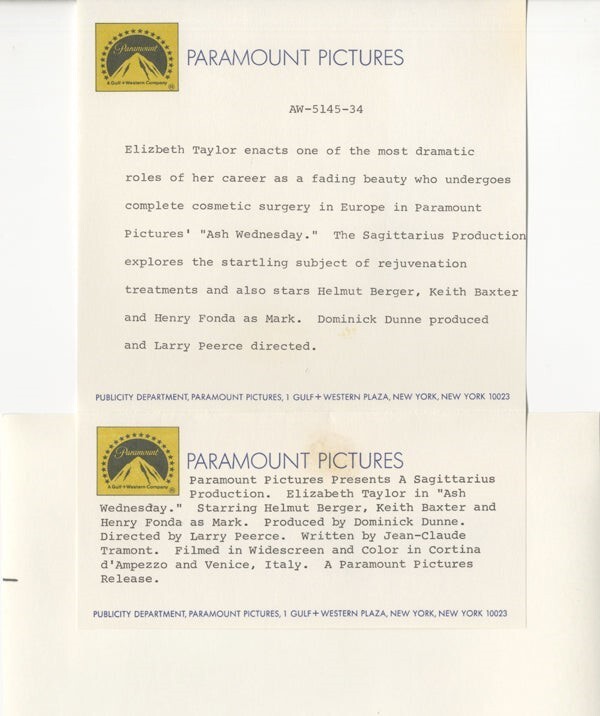 Paramount
A Gulf+Western Company
®
PARAMOUNT PICTURES
AW-5145-34
Elizbeth Taylor enacts one of the most dramatic
roles of her career as a fading beauty who undergoes
complete cosmetic surgery in Europe in Paramount
Pictures' "Ash Wednesday."  The Sagittarius Production
explores the startling subject of rejuvenation
treatments and also stars Helmut Berger, Keith Baxter
and Henry Fonda as Mark.  Dominick Dunne produced
and Larry Peerce directed.
PUBLICITY DEPARTMENT, PARAMOUNT PICTURES, 1 GULF+WESTERN PLAZA, NEW YORK, NEW YORK 10023
Paramount
A Gulf+Western Company
®
PARAMOUNT PICTURES
Paramount Pictures Presents A Sagittarius
Production.  Elizabeth Taylor in "Ash
Wednesday."  Starring Helmut Berger, Keith Baxter and
Henry Fonda as Mark.  Produced by Dominick Dunne.
Directed by Larry Peerce.  Written by Jean-Claude
Tramont.  Filmed in Widescreen and Color in Cortina
d'Ampezzo and Venice, Italy.  A Paramount Pictures
Release.
PUBLICITY DEPARTMENT, PARAMOUNT PICTURES, 1 GULF+WESTERN PLAZA, NEW YORK, NEW YORK 10023